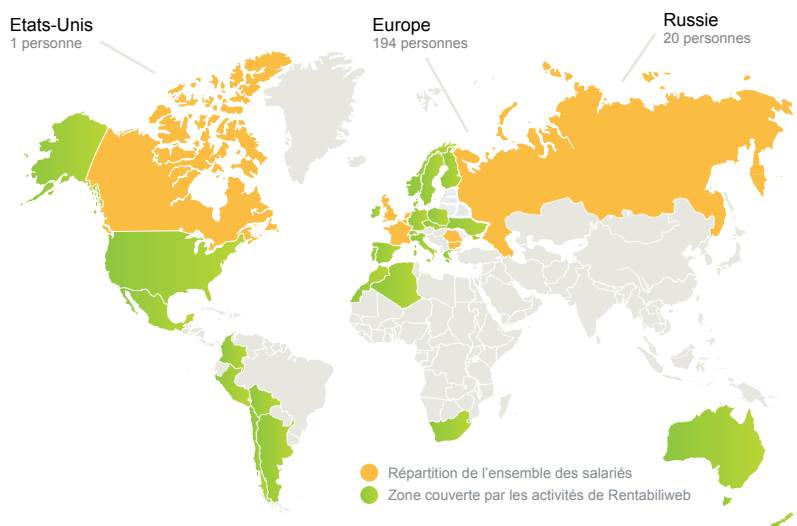 Etats-Unis
1 personne
Europe
194 personnes
Russie
20 personnes
Répartition de l’ensemble des salariés
Zone couverte par les activités de Rentabiliweb